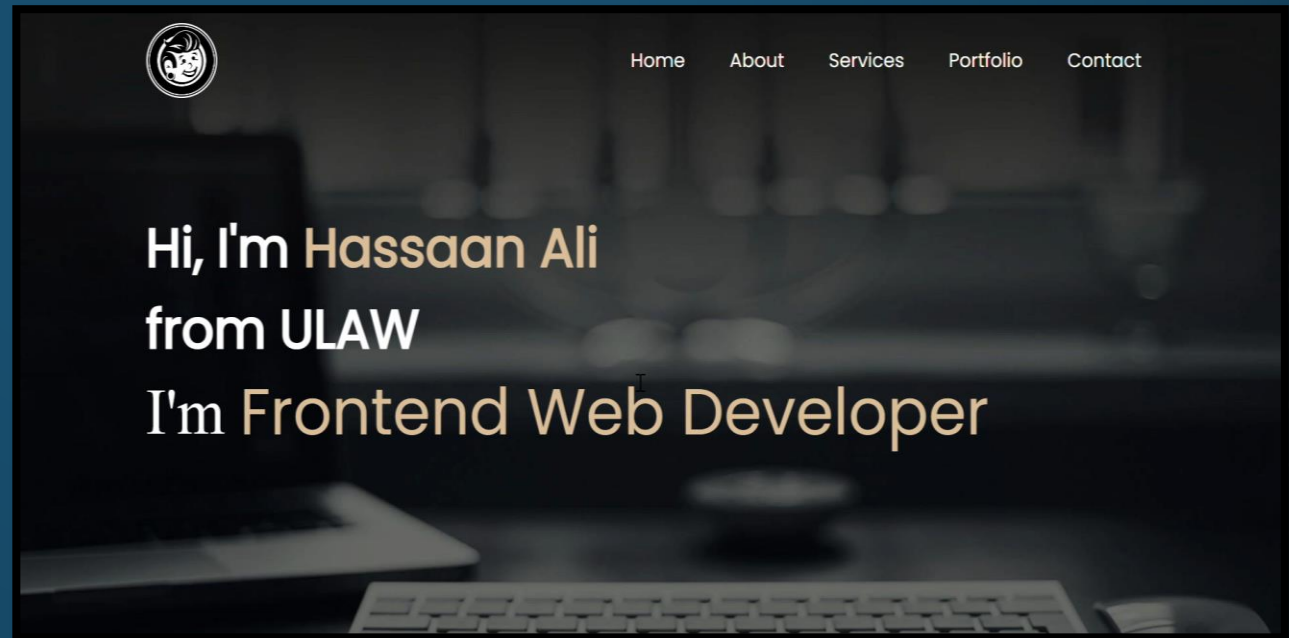 Home About Services Portfolio Contact
Hi, I'm Hassaan Ali
from ULAW
I'm Frontend Web Developer